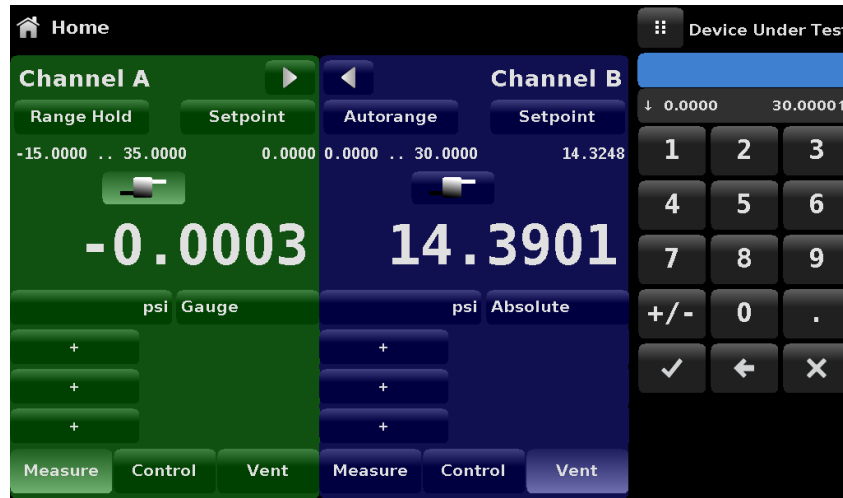 Home
Channel A
Range Hold Setpoint
-15.0000 .. 35.0000 0.0000
-0.0003
psi Gauge
+
+
+
Measure Control Vent
Channel B
Autorange Setpoint
0.0000 .. 30.0000 14.3248
14.3901
psi Absolute
+
+
+
Measure Control Vent
Device Under Test
↓ 0.0000 30.00001
1 2 3
4 5 6
7 8 9
+/- 0 .